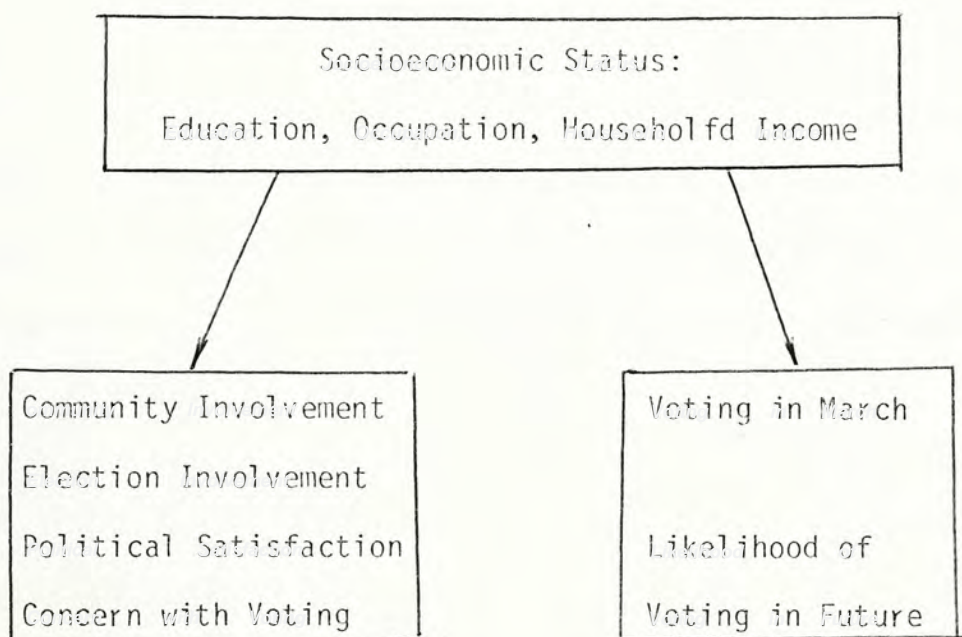 Socioeconomic Status:
Education, Occupation, Householfd Income
Community Involvement
Election Involvement
Political Satisfaction
Concern with Voting
Voting in March
Likelihood of
Voting in Future